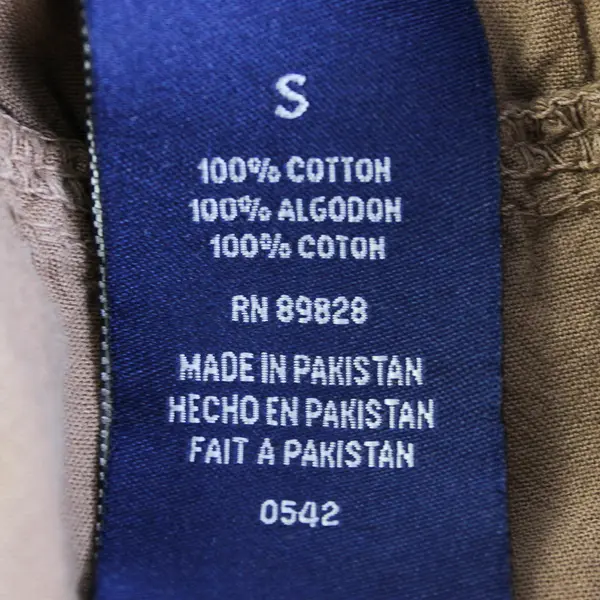 S
100% COTTON
100% ALGODON
100% COTON
RN 89828
MADE IN PAKISTAN
HECHO EN PAKISTAN
FAIT A PAKISTAN
0542